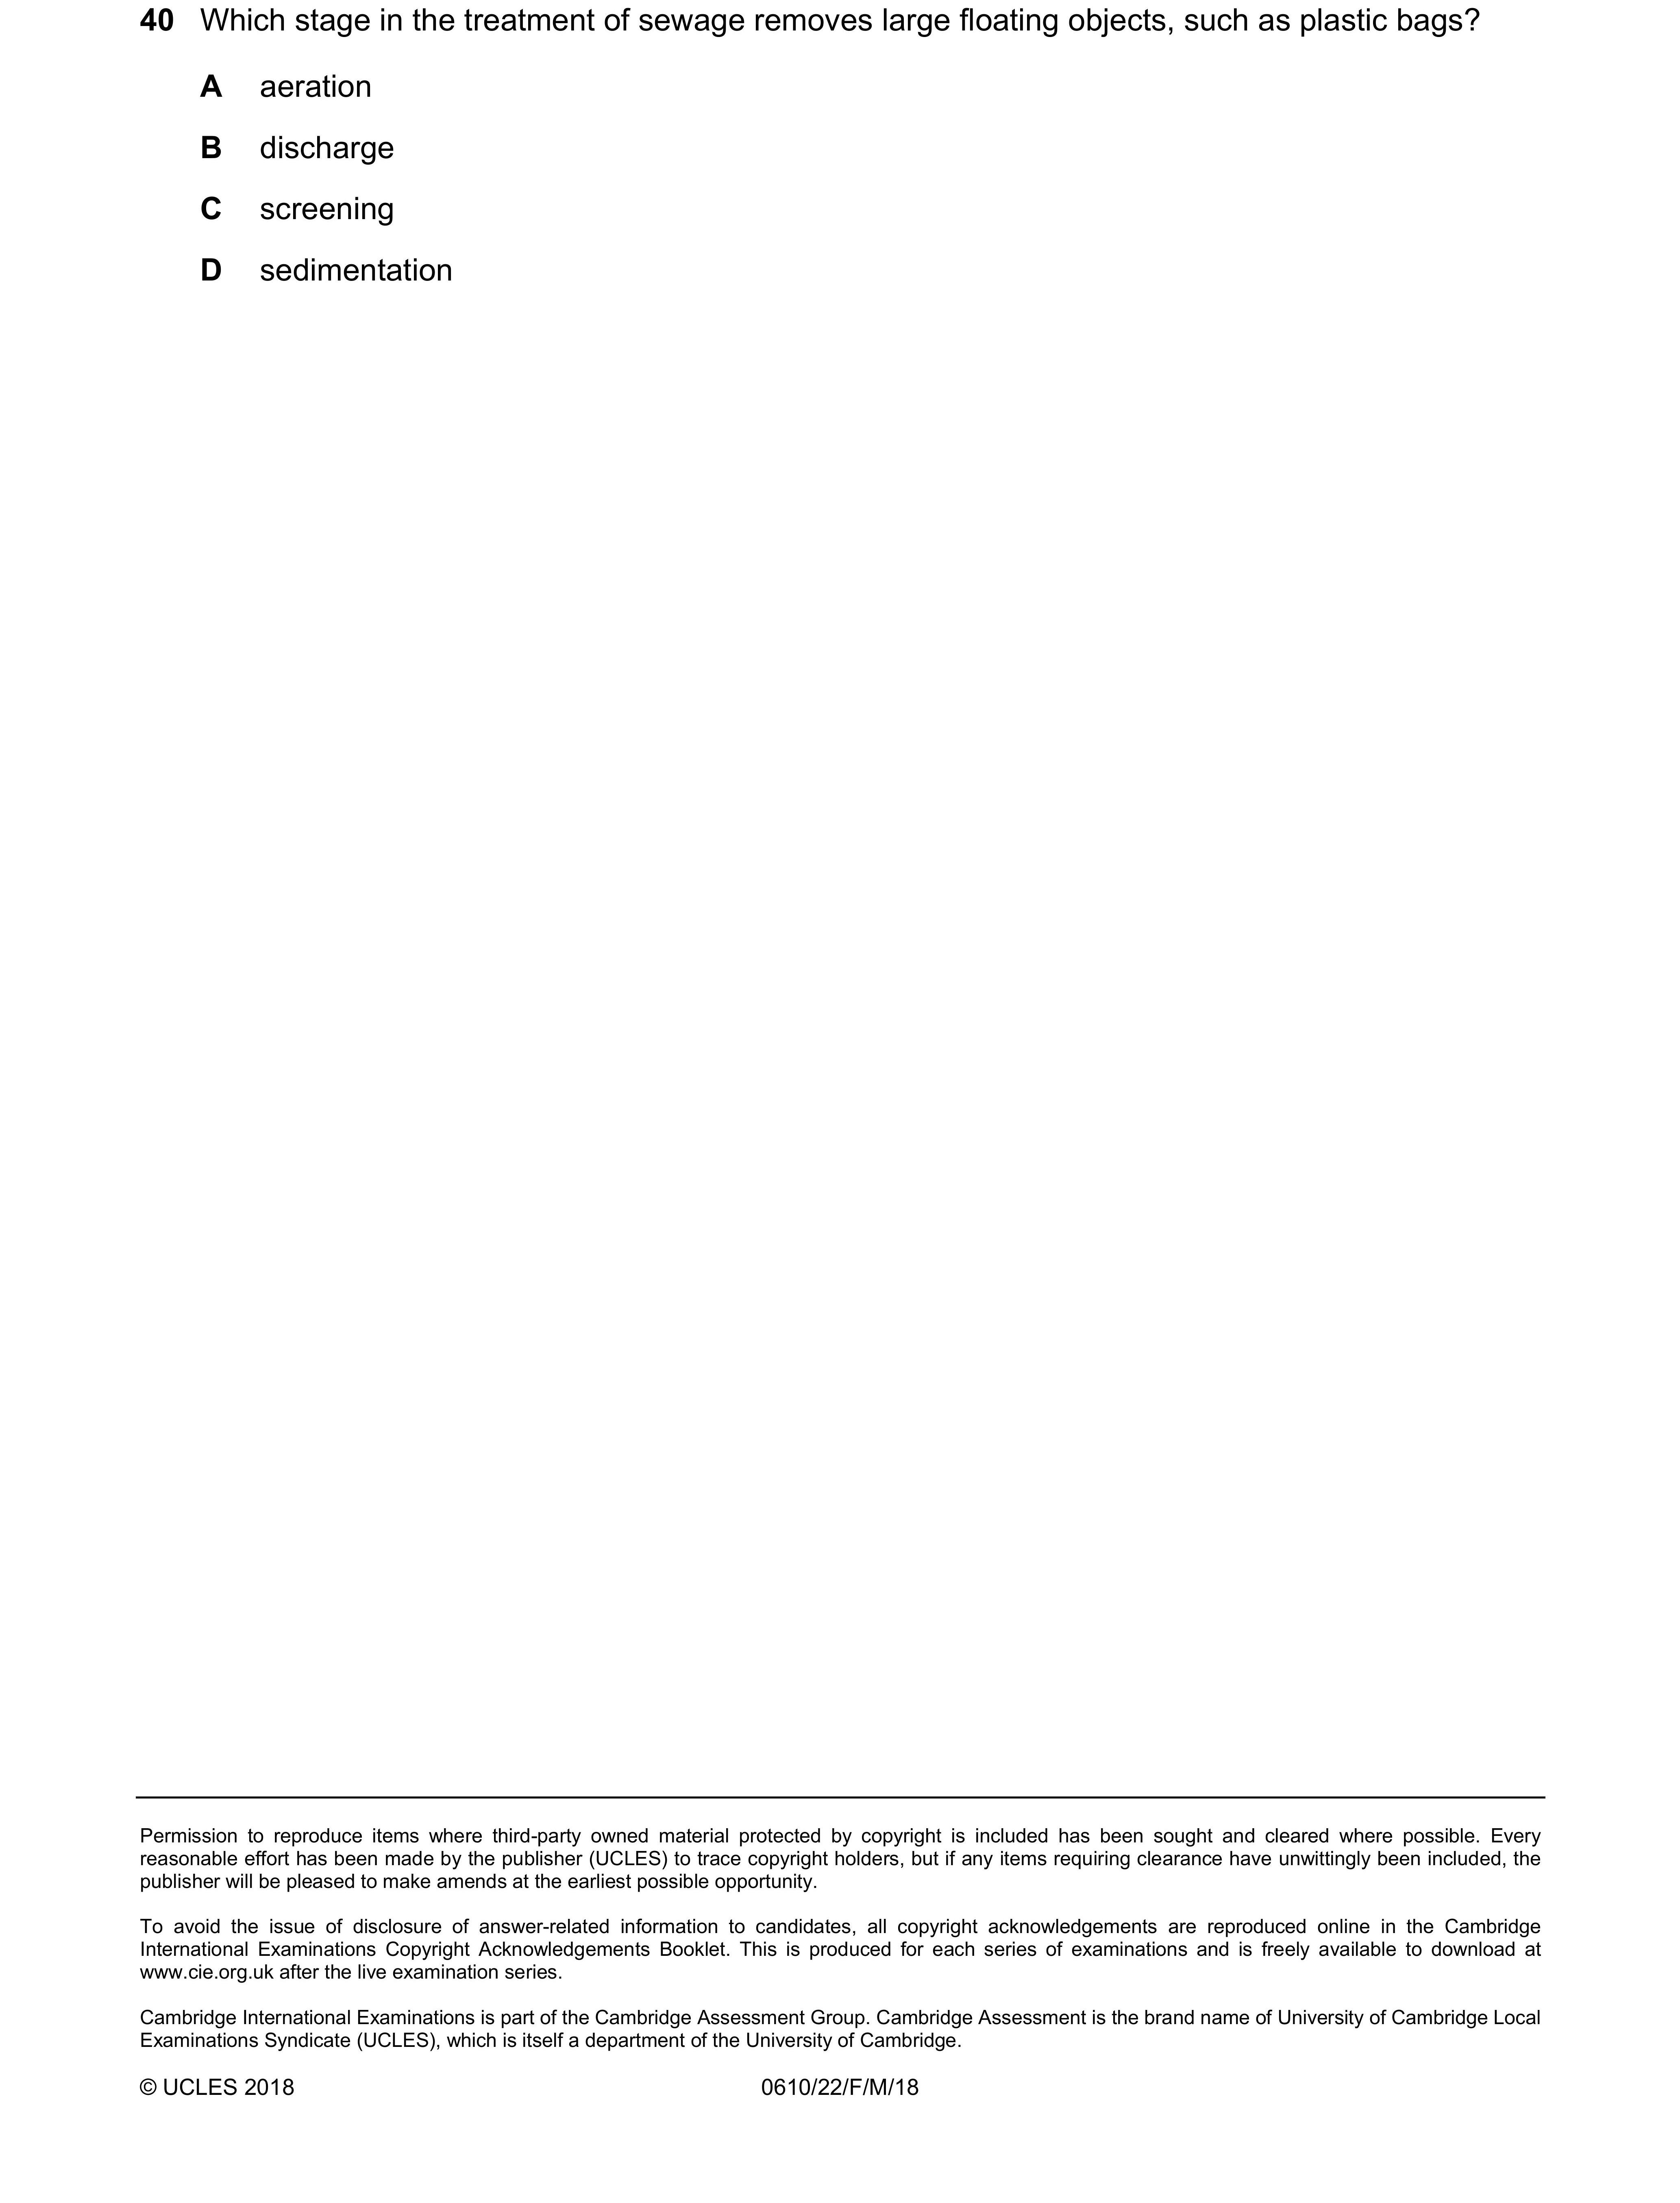 40 Which stage in the treatment of sewage removes large floating objects, such as plastic bags?
A aeration
B discharge
C screening
D sedimentation
Permission to reproduce items where third-party owned material protected by copyright is included has been sought and cleared where possible. Every
reasonable effort has been made by the publisher (UCLES) to trace copyright holders, but if any items requiring clearance have unwittingly been included, the
publisher will be pleased to make amends at the earliest possible opportunity.
To avoid the issue of disclosure of answer-related information to candidates, all copyright acknowledgements are reproduced online in the Cambridge
International Examinations Copyright Acknowledgements Booklet. This is produced for each series of examinations and is freely available to download at
www.cie.org.uk after the live examination series.
Cambridge International Examinations is part of the Cambridge Assessment Group. Cambridge Assessment is the brand name of University of Cambridge Local
Examinations Syndicate (UCLES), which is itself a department of the University of Cambridge.
© UCLES 2018 0610/22/F/M/18